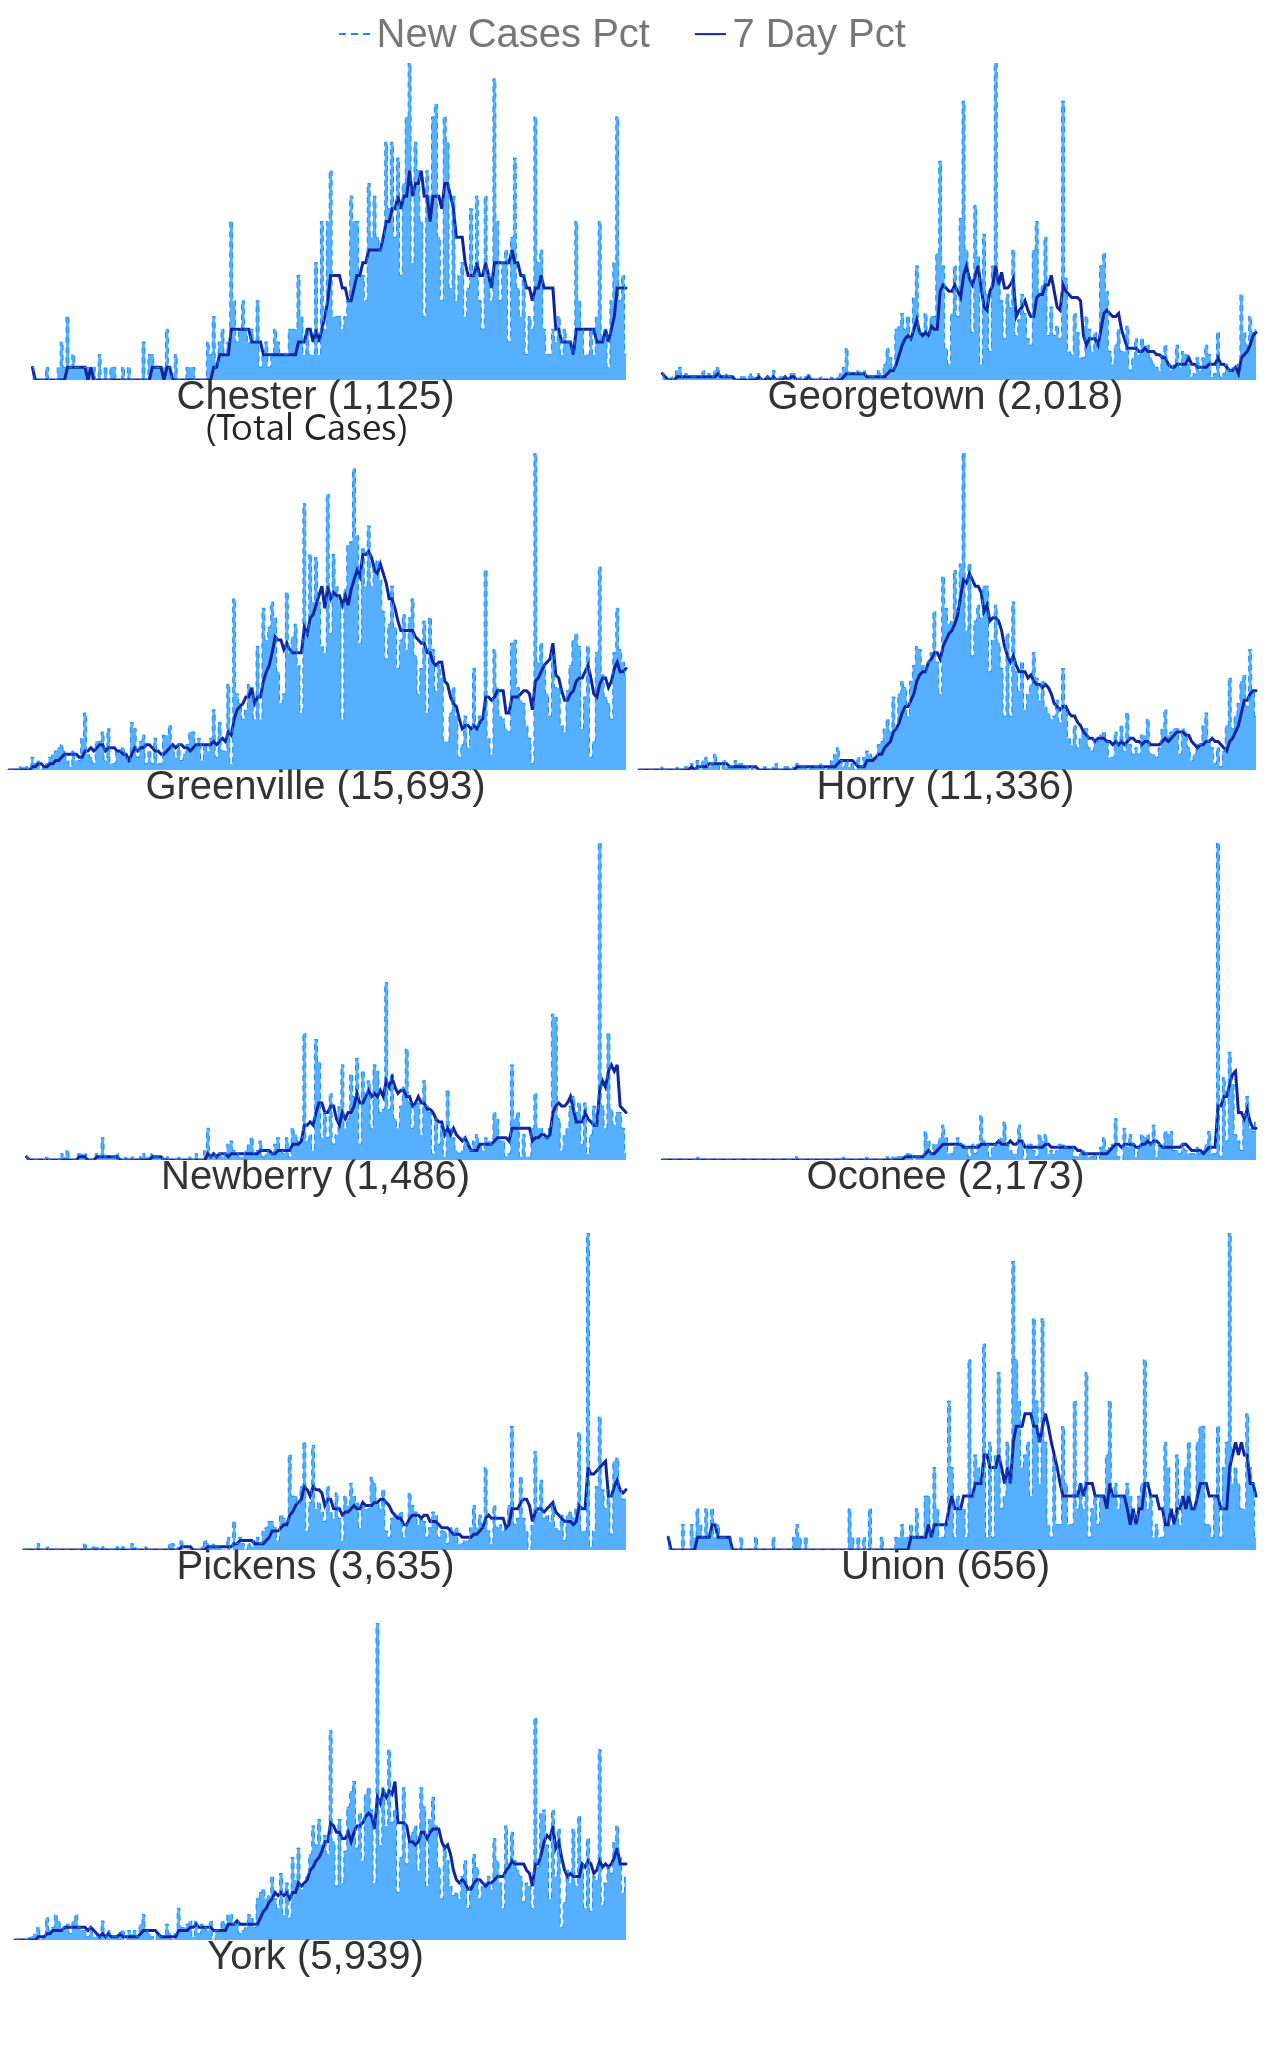 New Cases Pct 7 Day Pct
Chester (1,125) Georgetown (2,018)
(Total Cases)
Greenville (15,693) Horry (11,336)
Newberry (1,486) Oconee (2,173)
Pickens (3,635) Union (656)
York (5,939)